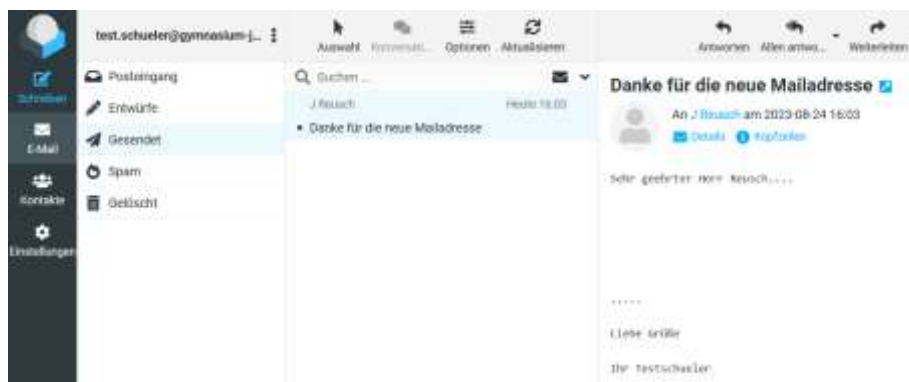 Schreiben
E-Mail
Kontakte
Einstellungen
test.schueler@gymnasium-j...
Posteingang
Entwürfe
Gesendet
Spam
Gelöscht
Auswahl
Optionen
Aktualisieren
Suchen ...
J Reusch
Heute 16:03
Danke für die neue Mailadresse
Antworten
Allen antwo...
Weiterleiten
Danke für die neue Mailadresse
An J Reusch am 2023-08-24 16:03
Details
Kopfzeilen
Sehr geehrter Herr Reusch....
.....
Liebe Grüße
Ihr Testschueler